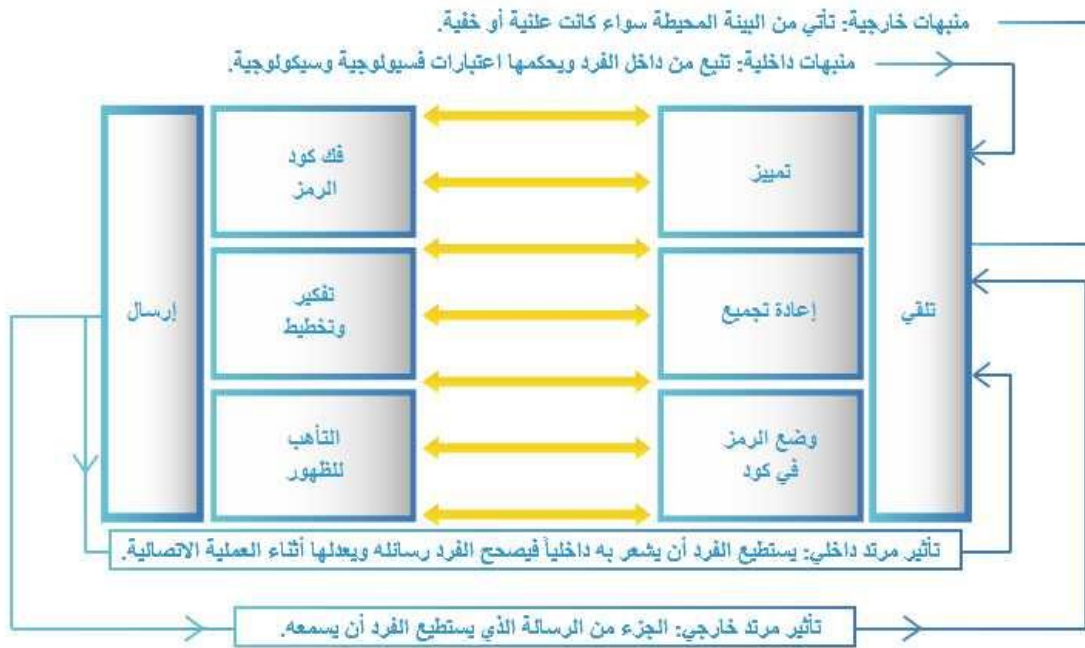 منبهات خارجية: تأتي من البيئة المحيطة سواء كانت علنية أو خفية.
منبهات داخلية: تنبع من داخل الفرد ويحكمها اعتبارات فسيولوجية وسيكولوجية.
تلقي
تمييز
إعادة تجميع
وضع الرمز
في كود
فك كود
الرمز
تفكير
وتخطيط
التأهب
للظهور
إرسال
تأثير مرتد داخلي: يستطيع الفرد أن يشعر به داخلياً فيصحح الفرد رسائله ويعدلها أثناء العملية الاتصالية.
تأثير مرتد خارجي: الجزء من الرسالة الذي يستطيع الفرد أن يسمعه.